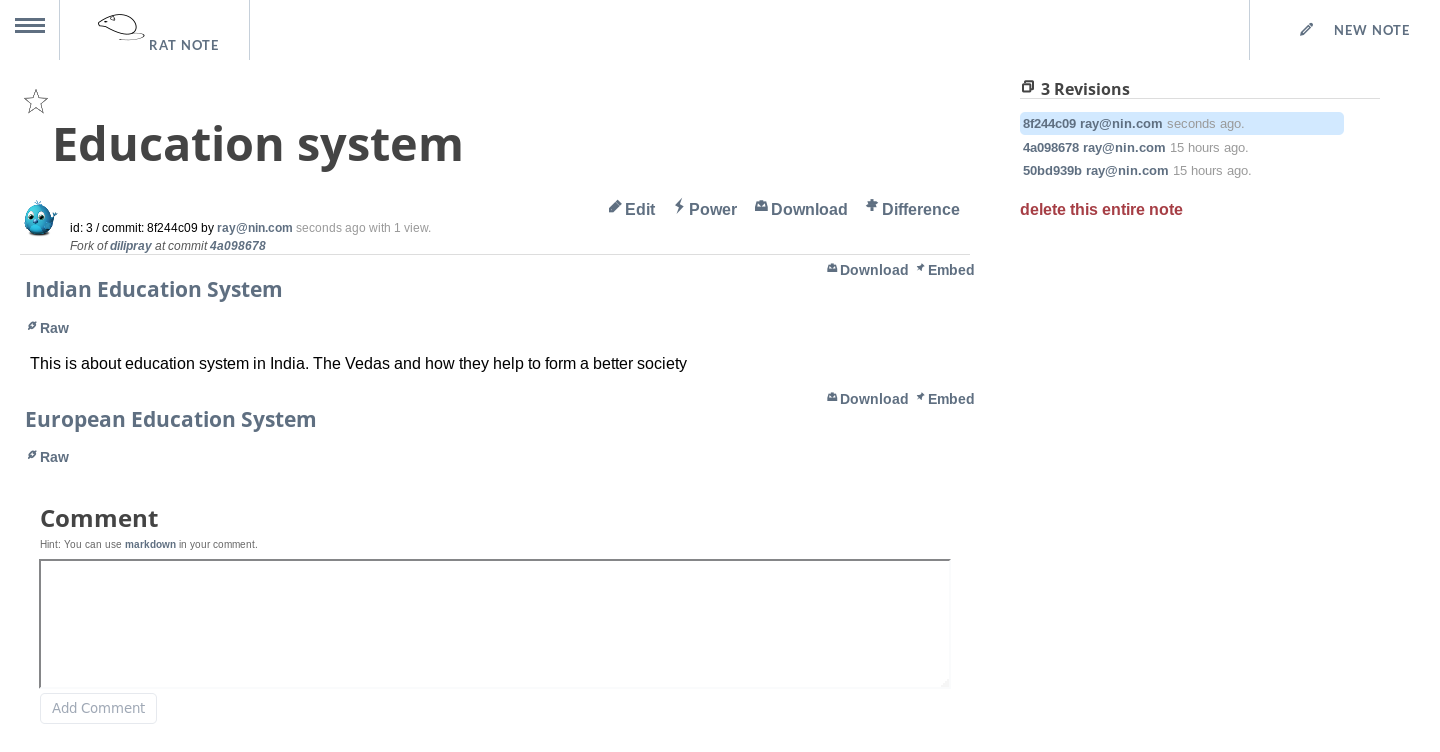 RAT NOTE
NEW NOTE
Education system
Edit Power Download Difference
id: 3 / commit: 8f244c09 by ray@nin.com seconds ago with 1 view.
Fork of dilipray at commit 4a098678
Download Embed
Indian Education System
Raw
This is about education system in India. The Vedas and how they help to form a better society
Download Embed
European Education System
Raw
Comment
Hint: You can use markdown in your comment.
Add Comment
3 Revisions
8f244c09 ray@nin.com seconds ago.
4a098678 ray@nin.com 15 hours ago.
50bd939b ray@nin.com 15 hours ago.
delete this entire note